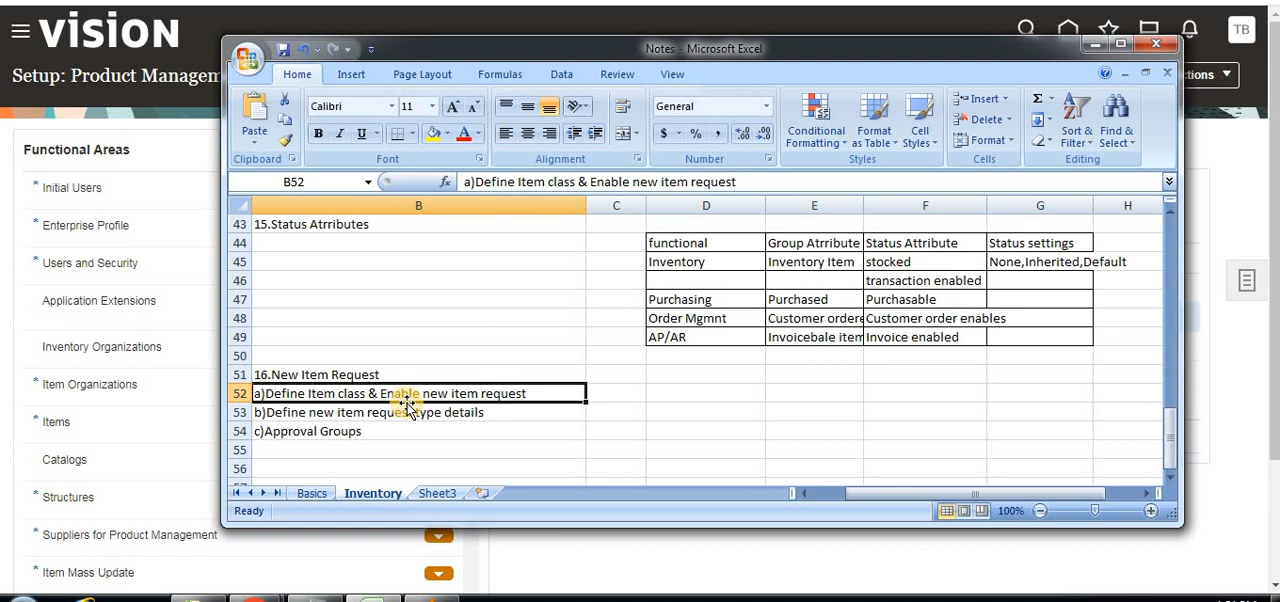 VISION
TB
Setup: Product Managem
ctions
Functional Areas
* Initial Users
* Enterprise Profile
* Users and Security
Application Extensions
Inventory Organizations
* Item Organizations
* Items
Catalogs
* Structures
* Suppliers for Product Management
* Item Mass Update
Notes - Microsoft Excel
Home Insert Page Layout Formulas Data Review View
Paste
Calibri 11
B I U
General
$ % ,
Conditional Formatting
Format as Table
Cell Styles
Insert
Delete
Format
Σ
Sort & Filter
Find & Select
Clipboard Font Alignment Number Styles Cells Editing
B52 fx a)Define Item class & Enable new item request
B C D E F G H
43 15.Status Atrributes
44 functional Group Atrribute Status Attribute Status settings
45 Inventory Inventory Item stocked None,Inherited,Default
46 transaction enabled
47 Purchasing Purchased Purchasable
48 Order Mgmnt Customer ordere Customer order enables
49 AP/AR Invoicebale item Invoice enabled
50
51 16.New Item Request
52 a)Define Item class & Enable new item request
53 b)Define new item request type details
54 c)Approval Groups
55
56
Basics Inventory Sheet3
Ready 100%